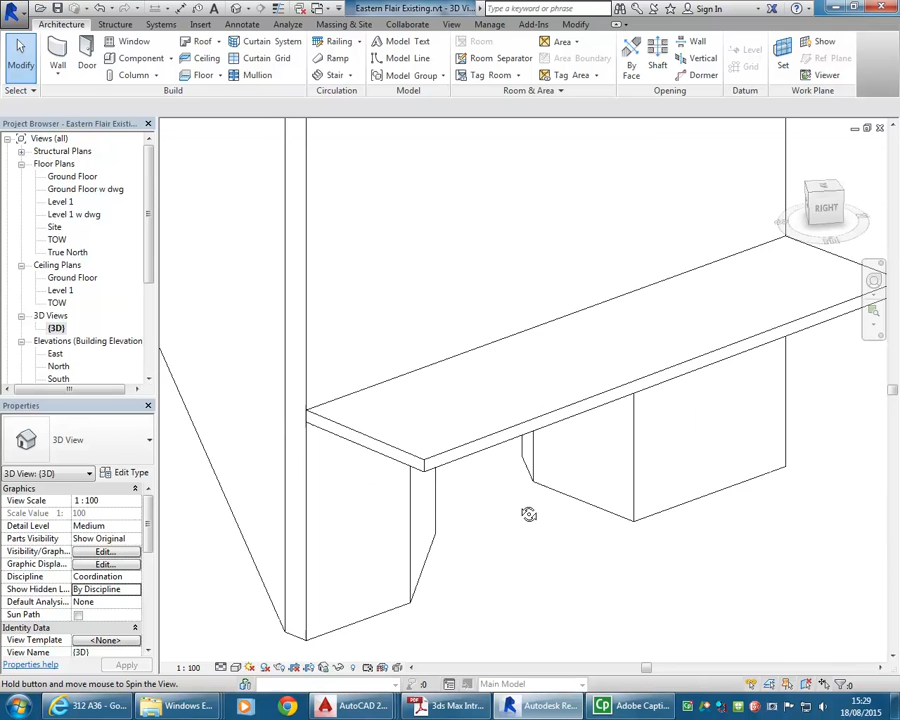 Eastern Flair Existing.rvt - 3D Vi...
Type a keyword or phrase
Sign In
Architecture Structure Systems Insert Annotate Analyze Massing & Site Collaborate View Manage Add-Ins Modify
Modify
Select
Wall
Door
Window
Component
Column
Roof
Ceiling
Floor
Curtain System
Curtain Grid
Mullion
Build
Railing
Ramp
Stair
Circulation
Model Text
Model Line
Model Group
Model
Room
Room Separator
Tag Room
Area
Area Boundary
Tag Area
Room & Area
By Face
Shaft
Wall
Vertical
Dormer
Opening
Level
Grid
Datum
Set
Show
Ref Plane
Viewer
Work Plane
Project Browser - Eastern Flair Existi...
Views (all)
Structural Plans
Floor Plans
Ground Floor
Ground Floor w dwg
Level 1
Level 1 w dwg
Site
TOW
True North
Ceiling Plans
Ground Floor
Level 1
TOW
3D Views
{3D}
Elevations (Building Elevation
East
North
South
Properties
3D View
3D View: {3D}
Edit Type
Graphics
View Scale 1 : 100
Scale Value 1: 100
Detail Level Medium
Parts Visibility Show Original
Visibility/Graph... Edit...
Graphic Displa... Edit...
Discipline Coordination
Show Hidden L... By Discipline
Default Analysi... None
Sun Path
Identity Data
View Template <None>
View Name {3D}
Properties help
Apply
RIGHT
1 : 100
Hold button and move mouse to Spin the View.
:0
Main Model
:0
312 A36 - Goo...
Windows E...
AutoCAD 2...
3ds Max Intr...
Autodesk Re...
Adobe Capti...
15:29
18/08/2015